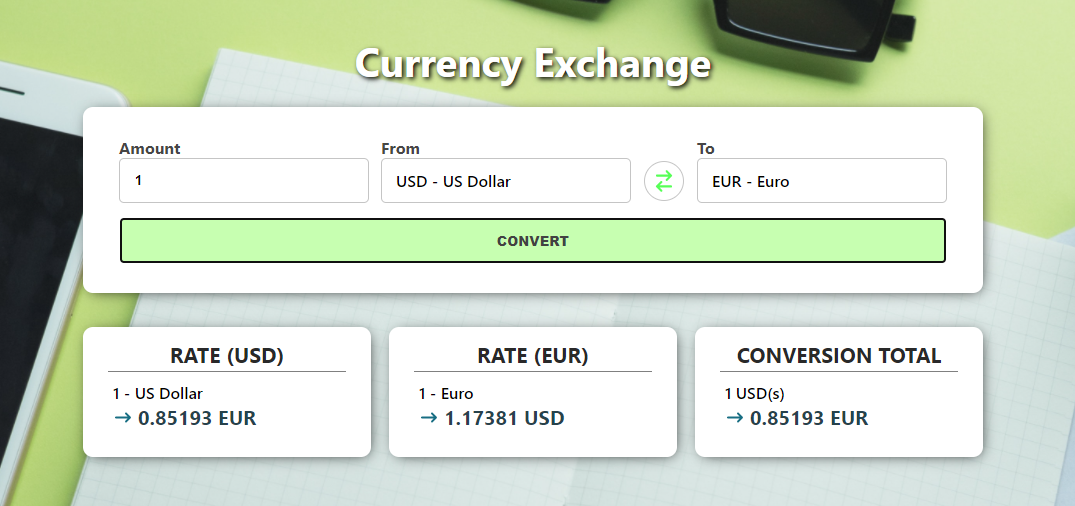 Currency Exchange
Amount
From
To
1
USD - US Dollar
EUR - Euro
CONVERT
RATE (USD)
1 - US Dollar
→ 0.85193 EUR
RATE (EUR)
1 - Euro
→ 1.17381 USD
CONVERSION TOTAL
1 USD(s)
→ 0.85193 EUR